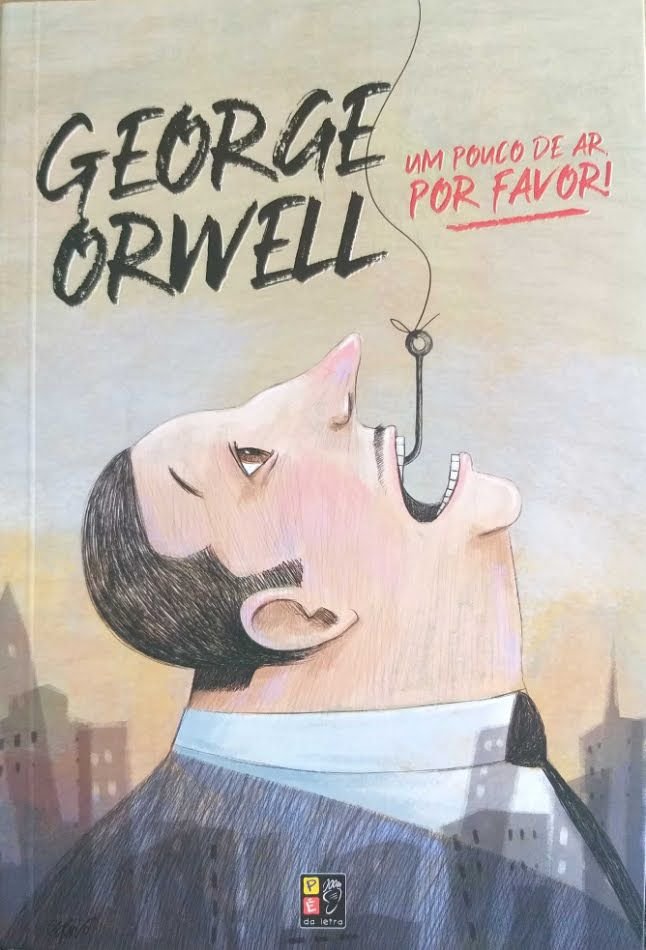 GEORGE
ORWELL
UM POUCO DE AR,
POR FAVOR!
P
É
da letra